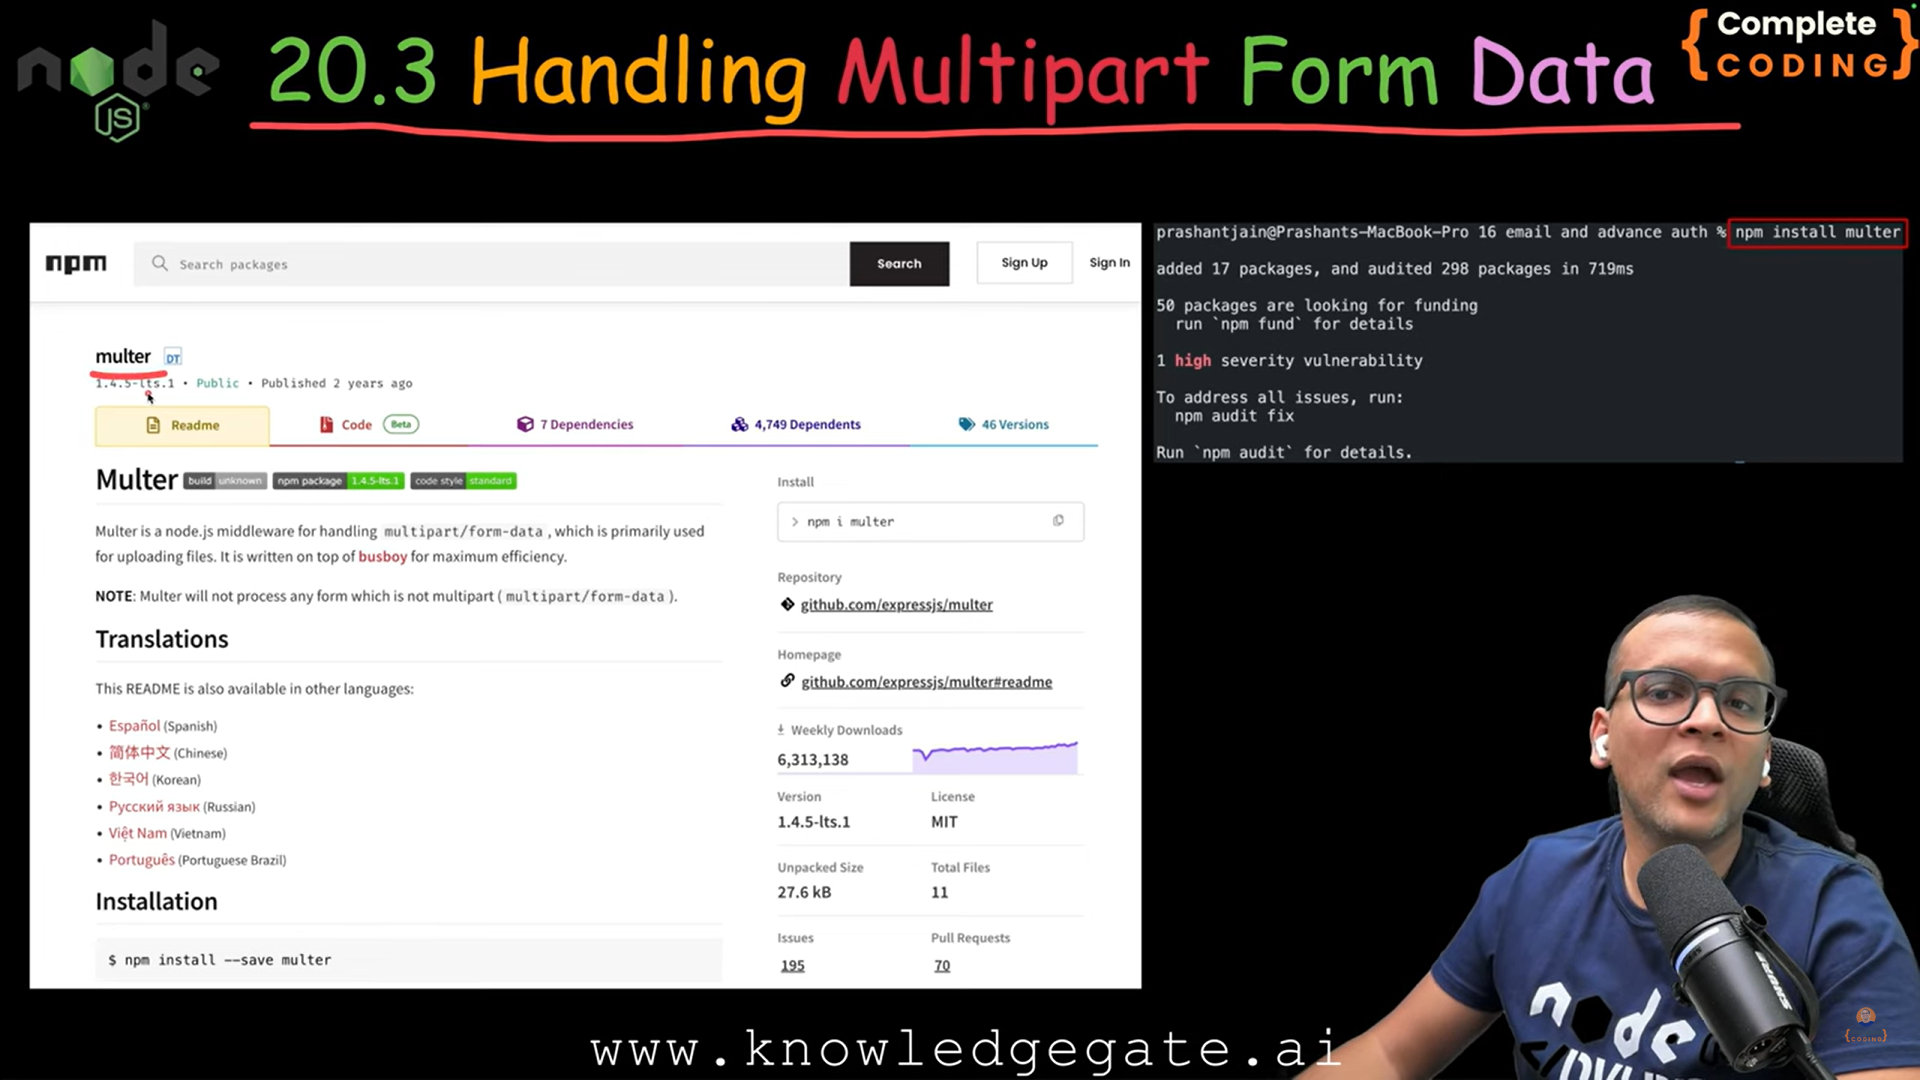 node
JS
20.3 Handling Multipart Form Data
{ Complete CODING }
npm
Search packages
Search
Sign Up
Sign In
multer DT
1.4.5-lts.1 • Public • Published 2 years ago
Readme
Code Beta
7 Dependencies
4,749 Dependents
46 Versions
Multer build unknown npm package 1.4.5-lts.1 code style standard
Multer is a node.js middleware for handling multipart/form-data, which is primarily used
for uploading files. It is written on top of busboy for maximum efficiency.
NOTE: Multer will not process any form which is not multipart (multipart/form-data).
Translations
This README is also available in other languages:
• Español (Spanish)
• 简体中文 (Chinese)
• 한국어 (Korean)
• Русский язык (Russian)
• Việt Nam (Vietnam)
• Português (Portuguese Brazil)
Installation
$ npm install --save multer
Install
> npm i multer
Repository
github.com/expressjs/multer
Homepage
github.com/expressjs/multer#readme
Weekly Downloads
6,313,138
Version
License
1.4.5-lts.1
MIT
Unpacked Size
Total Files
27.6 kB
11
Issues
Pull Requests
195
70
prashantjain@Prashants-MacBook-Pro 16 email and advance auth % npm install multer
added 17 packages, and audited 298 packages in 719ms
50 packages are looking for funding
run `npm fund` for details
1 high severity vulnerability
To address all issues, run:
npm audit fix
Run `npm audit` for details.
SHURE
node
{CODING}
www.knowledgegate.ai